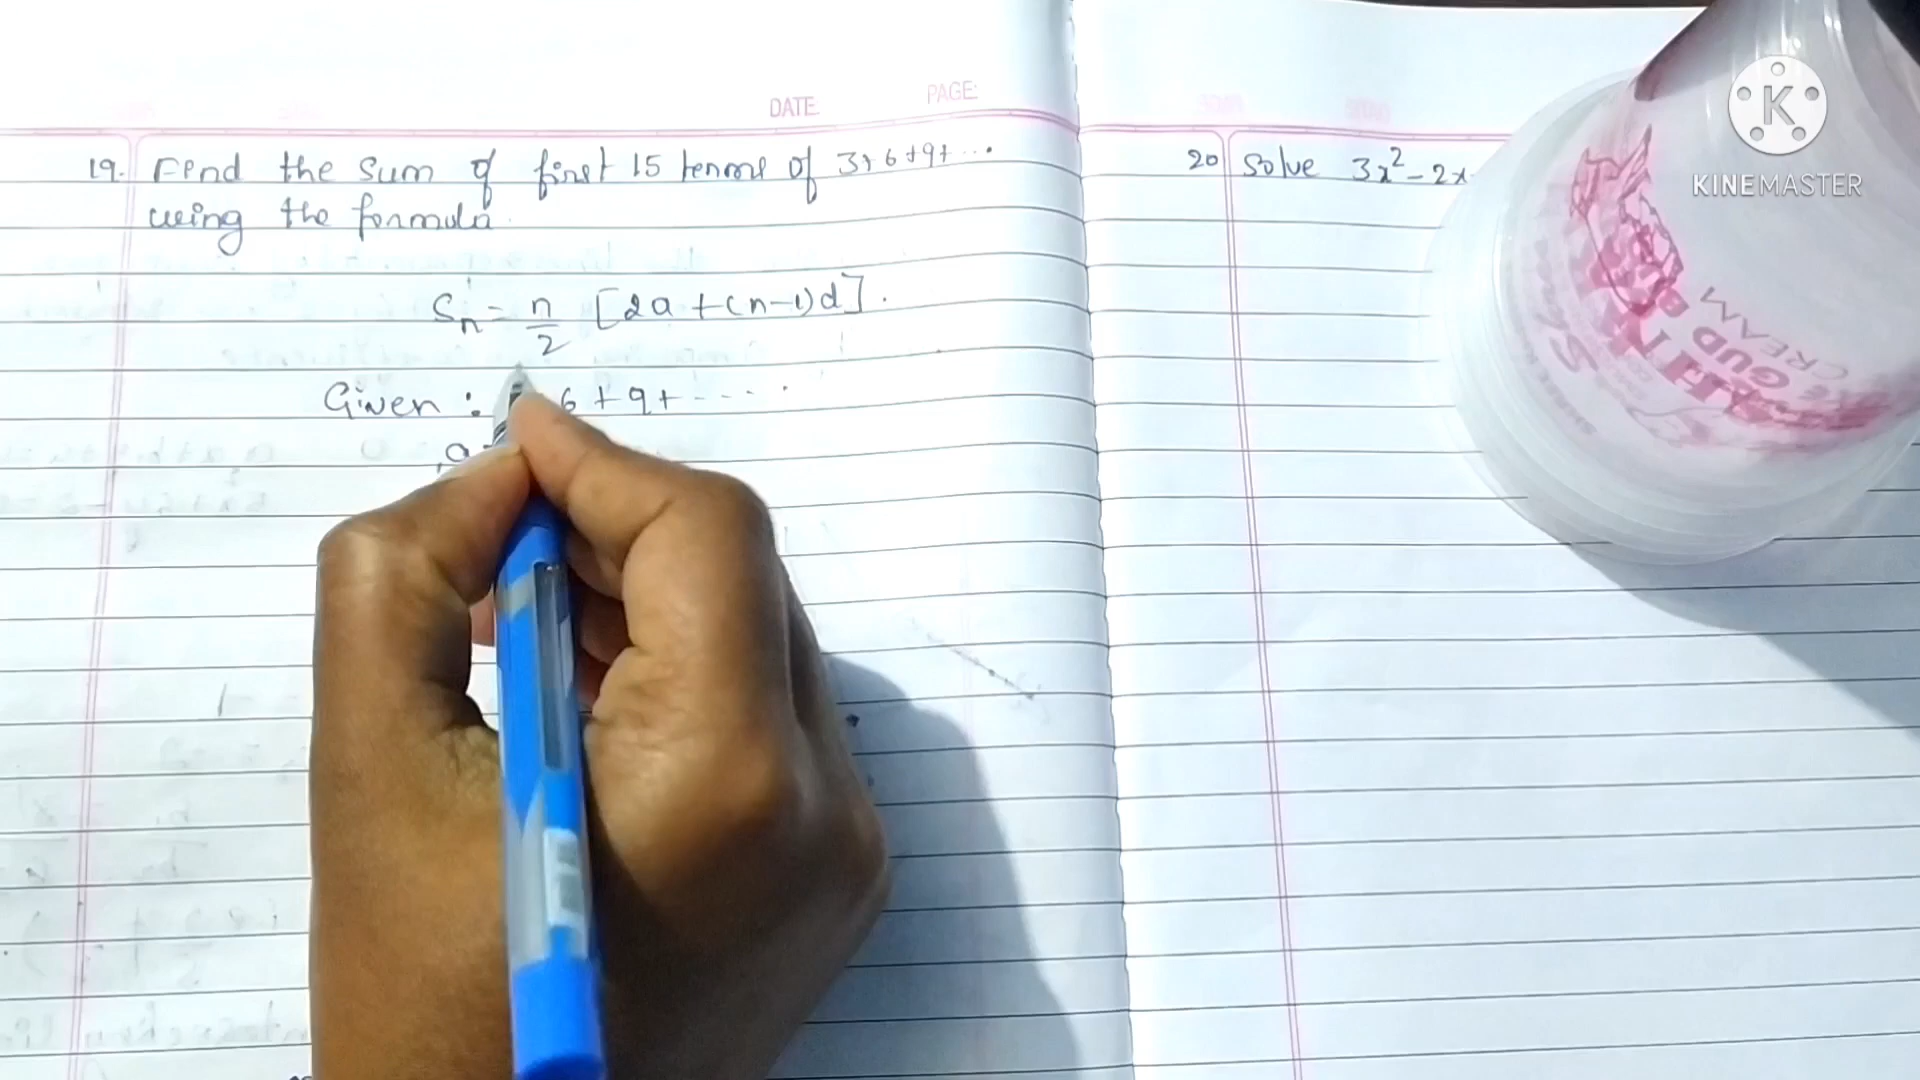 DATE PAGE:
19. Find the sum of first 15 terms of 3+6+9+...
using the formula.
Sn = n/2 [2a+(n-1)d].
Given : 6+9+----
a=
20 Solve 3x²-2x
KINEMASTER
CREAM